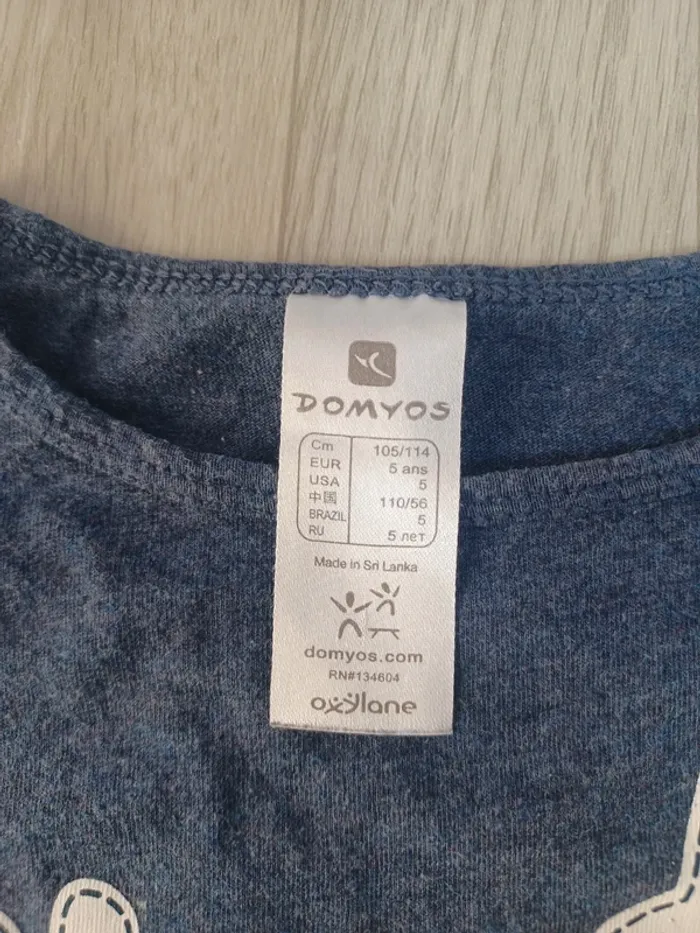 DOMYOS
Cm 105/114
EUR 5 ans
USA 5
中国 110/56
BRAZIL 5
RU 5 лет
Made in Sri Lanka
domyos.com
RN#134604
oxylane